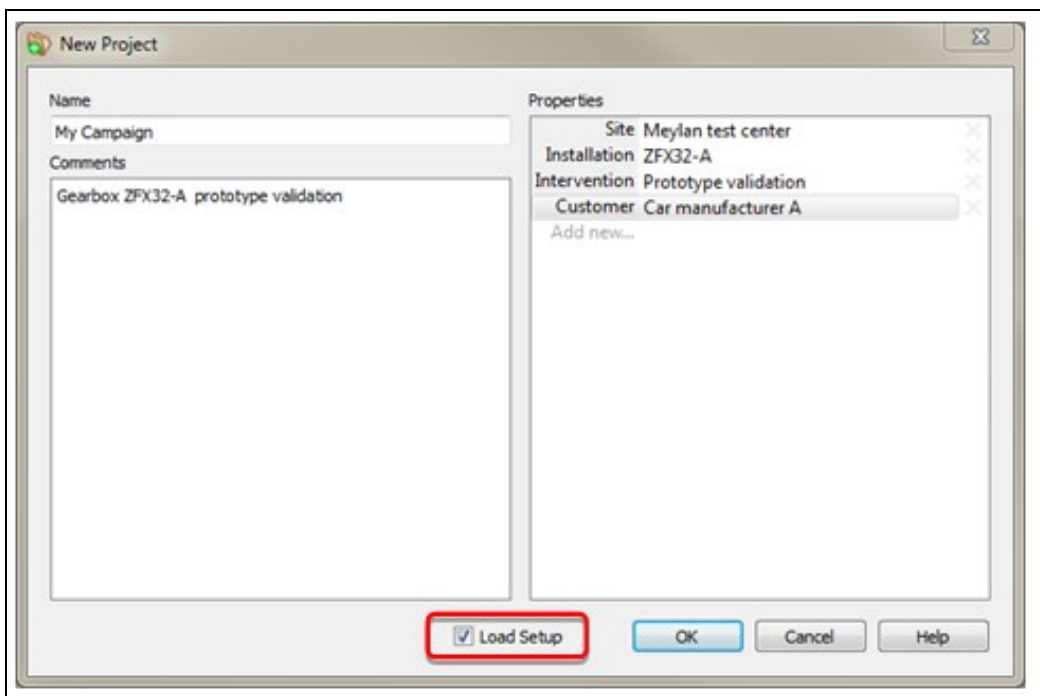 New Project
Name
My Campaign
Comments
Gearbox ZFX32-A prototype validation
Properties
Site Meylan test center
Installation ZFX32-A
Intervention Prototype validation
Customer Car manufacturer A
Add new...
Load Setup
OK
Cancel
Help